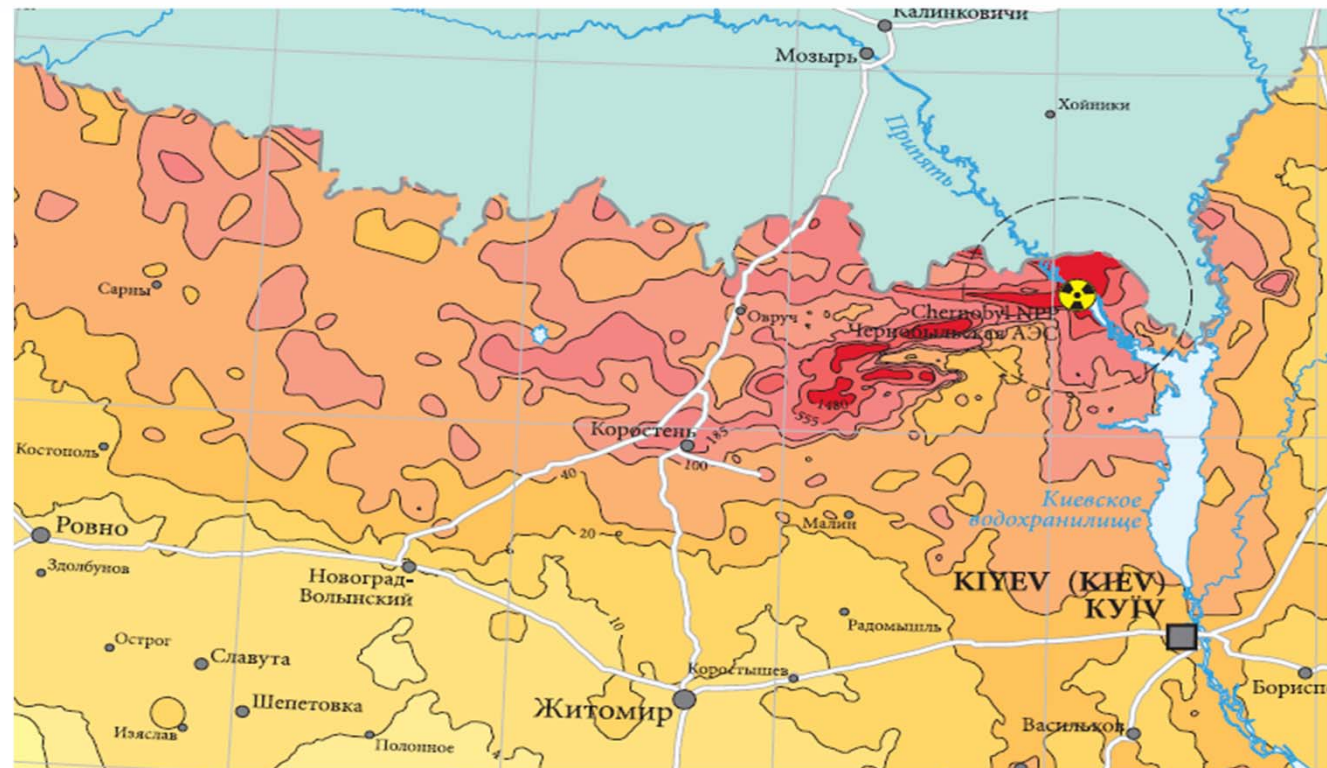 Калинковичи
Мозырь
Хойники
Припять
Сарны
Овруч
Chernobyl NPP
Чернобыльская АЭС
1480
555
Коростень
185
100
40
Костополь
Киевское
водохранилище
Малин
20
Ровно
Здолбунов
Новоград-
Волынский
KIYEV (KIEV)
КУЇV
10
Радомышль
Острог
Славута
Коростышев
Житомир
Шепетовка
Изяслав
Полонное
4
Васильков
Борисп